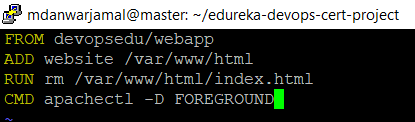 mdanwarjamal@master: ~/edureka-devops-cert-project
FROM devopsedu/webapp
ADD website /var/www/html
RUN rm /var/www/html/index.html
CMD apachectl -D FOREGROUND
~